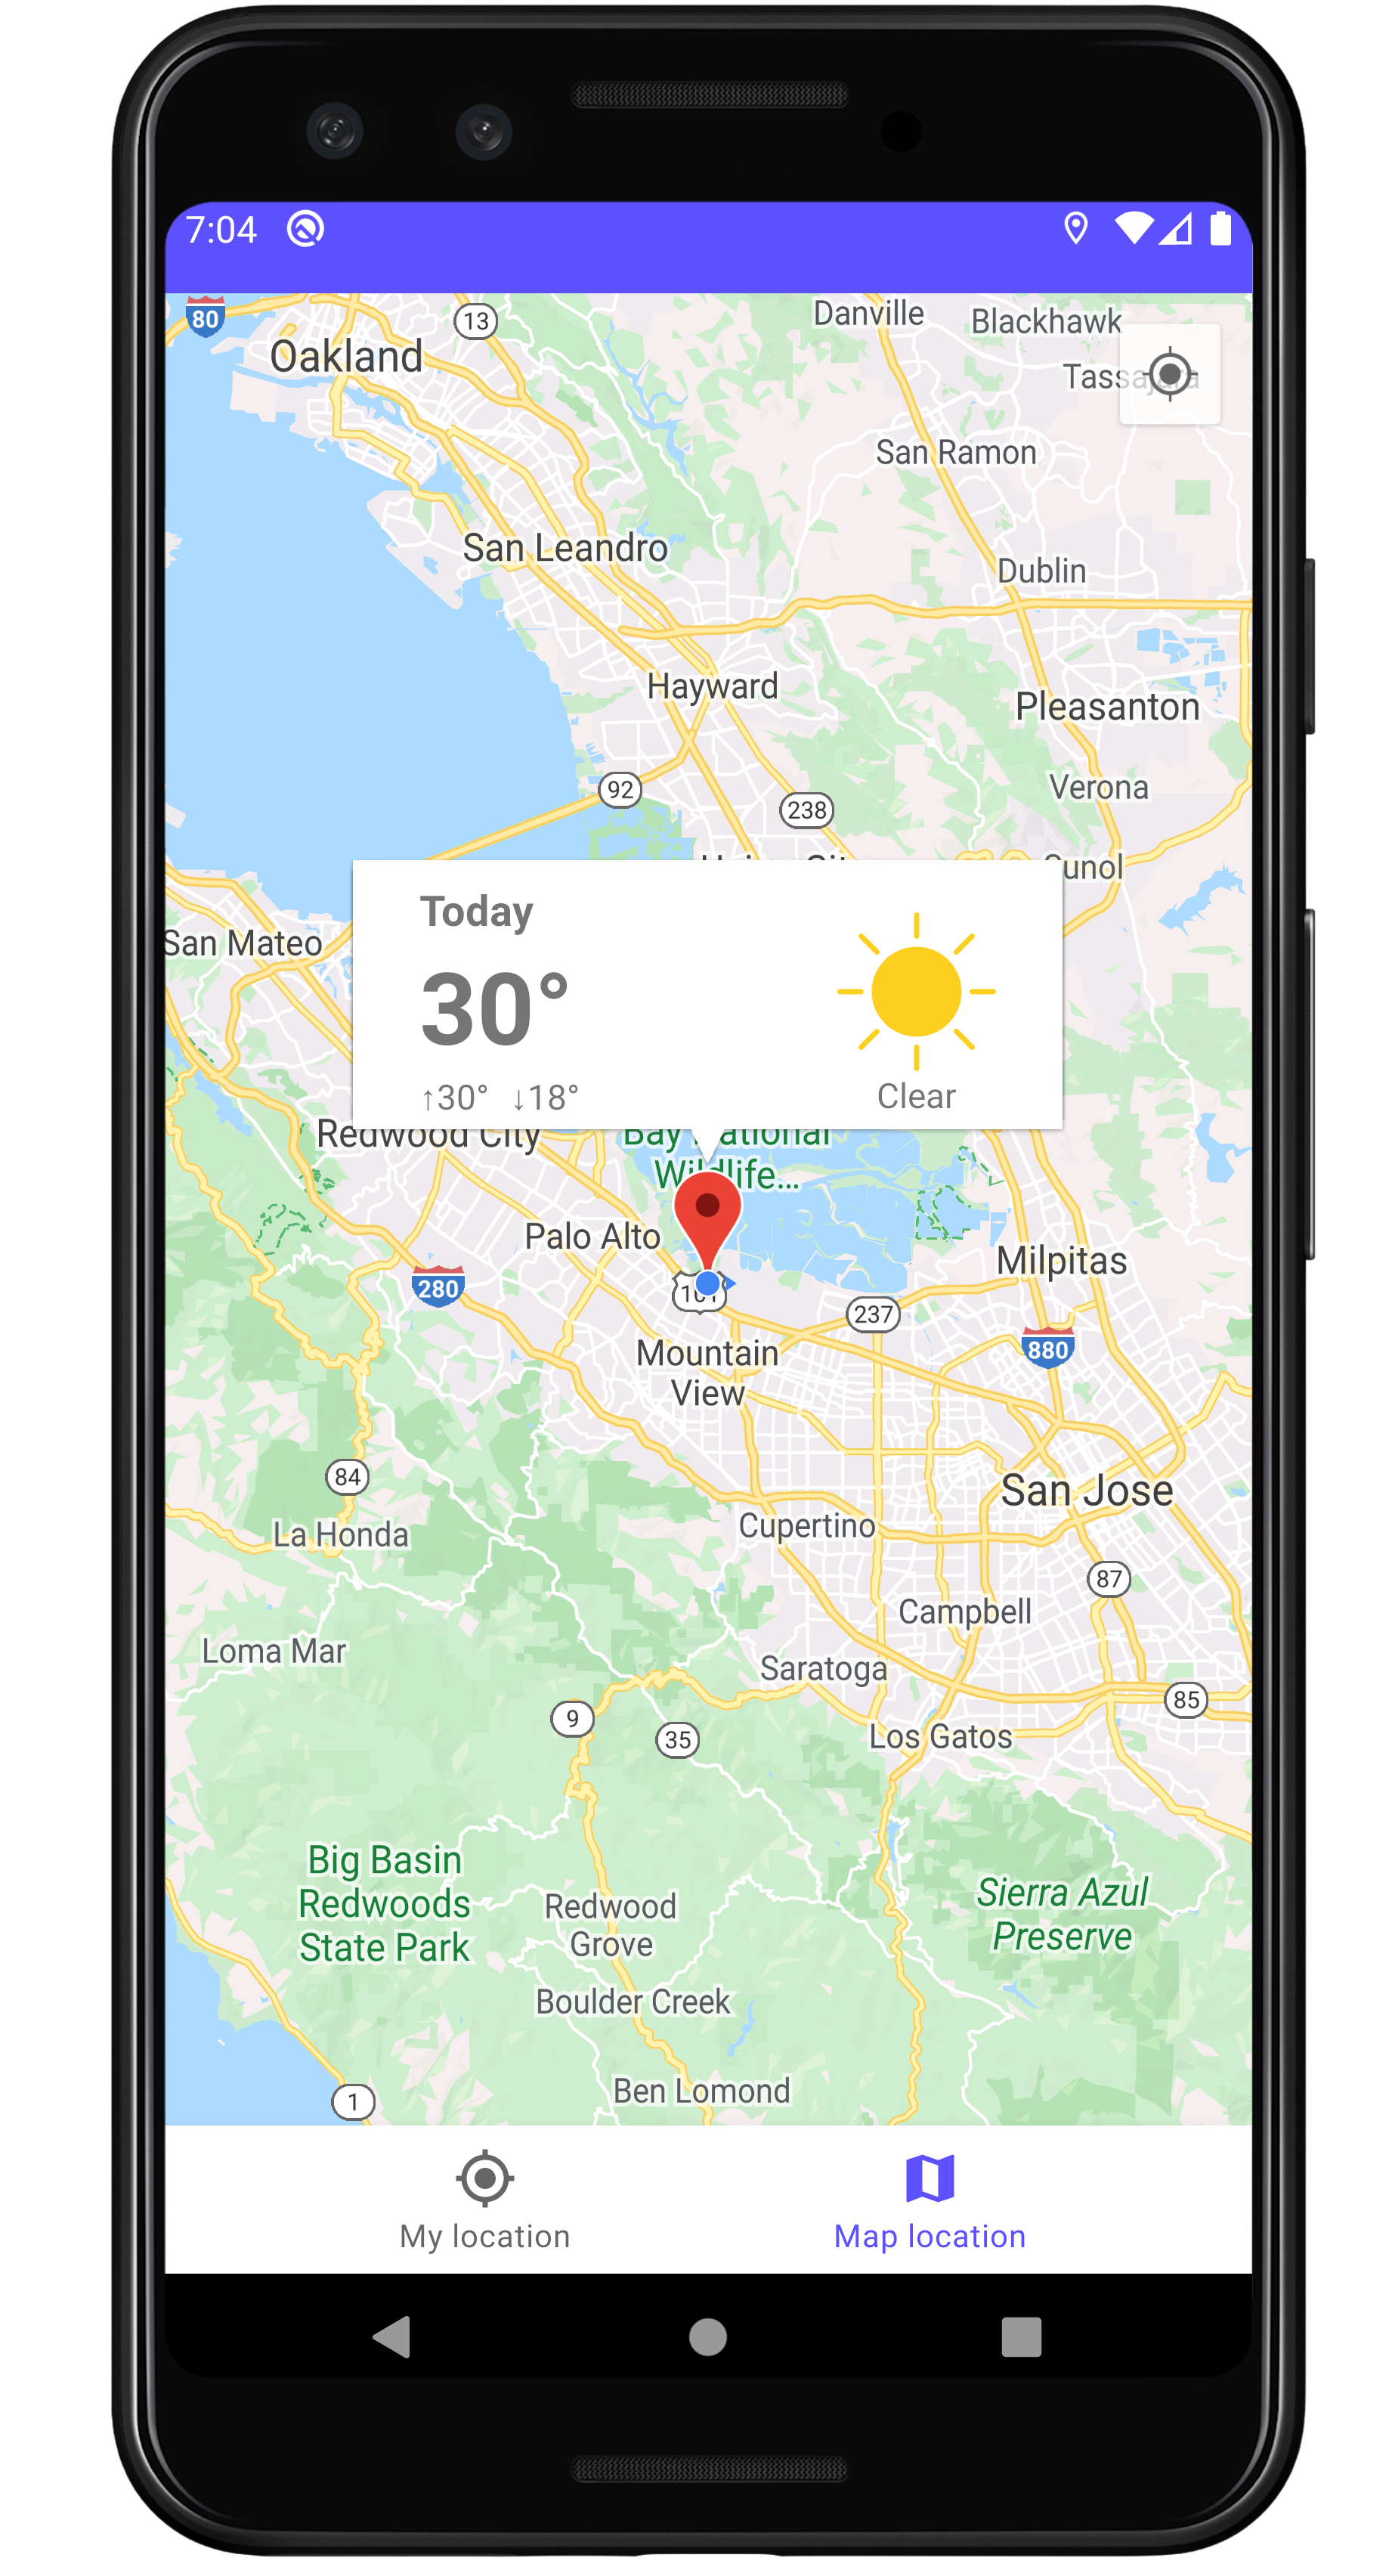 7:04
80
13
Danville
Blackhawk
Oakland
San Ramon
San Leandro
Dublin
Hayward
Pleasanton
92
238
Verona
San Mateo
Today
30°
↑30° ↓18°
Clear
Redwood City
Bay National
Wildlife...
Palo Alto
Milpitas
280
101
237
Mountain
View
880
84
San Jose
La Honda
Cupertino
87
Campbell
Loma Mar
Saratoga
9
35
85
Los Gatos
Big Basin
Redwoods
State Park
Redwood
Grove
Sierra Azul
Preserve
Boulder Creek
Ben Lomond
1
My location
Map location